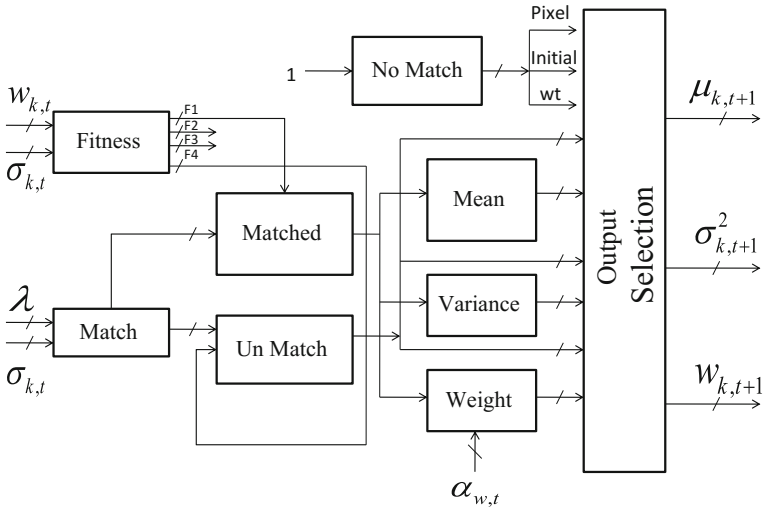 Pixel
1
No Match
Initial
wt
w_{k,t}
σ_{k,t}
Fitness
F1
F2
F3
F4
Matched
Mean
μ_{k,t+1}
Output
Selection
σ²_{k,t+1}
λ
σ_{k,t}
Match
Un Match
Variance
Weight
w_{k,t+1}
α_{w,t}